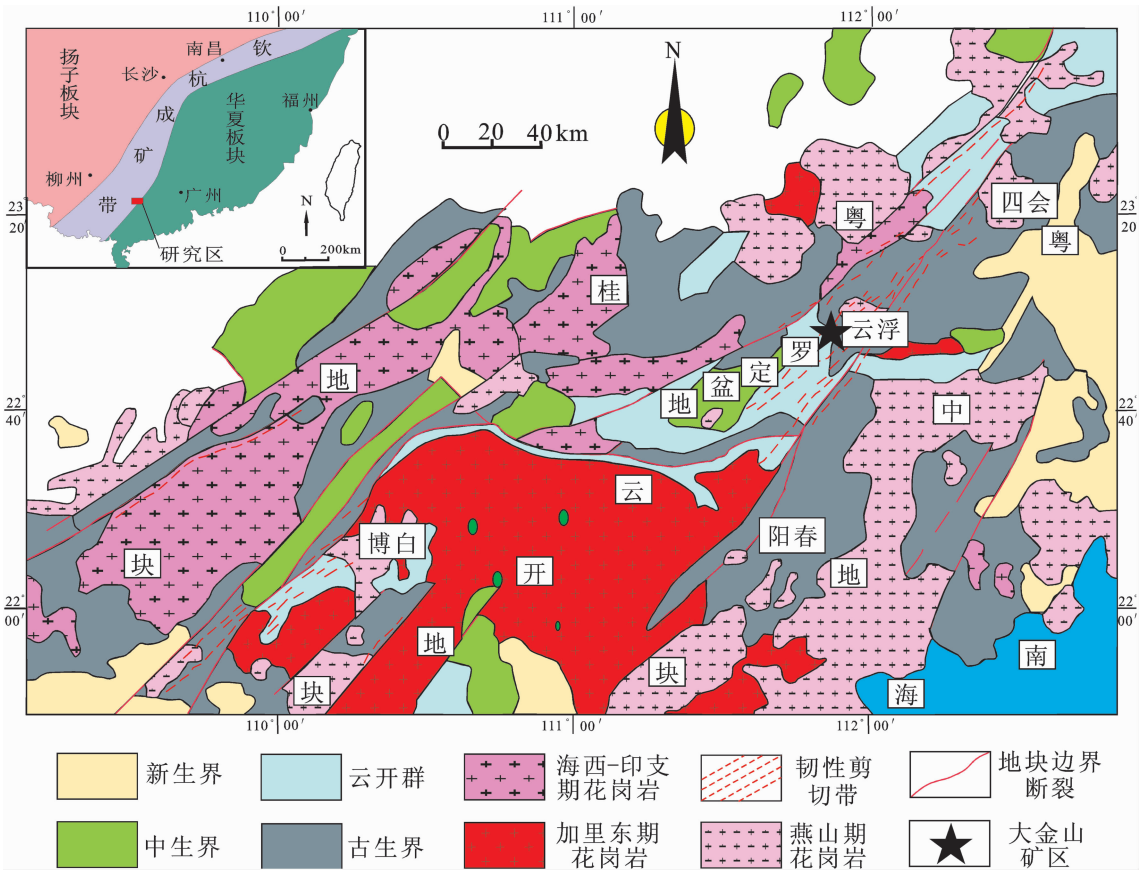 110°00′
111°00′
112°00′
扬子板块
南昌
钦
杭
成
矿
带
长沙
华夏板块
福州
柳州
广州
N
研究区
0 200km
0 20 40km
N
23°20′
23°20′
22°40′
22°40′
22°00′
22°00′
四会
粤
粤
桂
云浮
罗
定
盆
地
地
中
云
阳春
博白
块
开
地
地
块
块
南
海
110°00′
111°00′
112°00′
新生界
云开群
海西-印支
期花岗岩
韧性剪
切带
地块边界
断裂
中生界
古生界
加里东期
花岗岩
燕山期
花岗岩
大金山
矿区